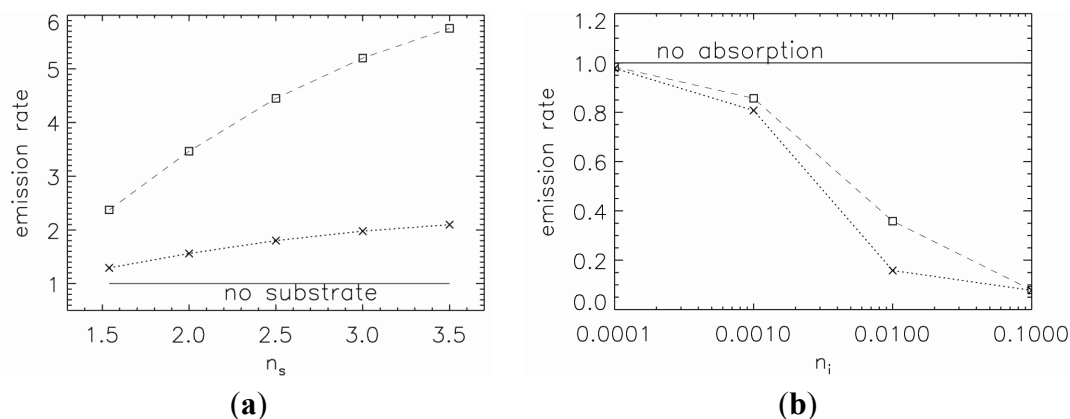 6
5
4
3
2
1
emission rate
no substrate
1.5 2.0 2.5 3.0 3.5
n_s
(a)
1.2
1.0
0.8
0.6
0.4
0.2
0.0
emission rate
no absorption
0.0001 0.0010 0.0100 0.1000
n_i
(b)